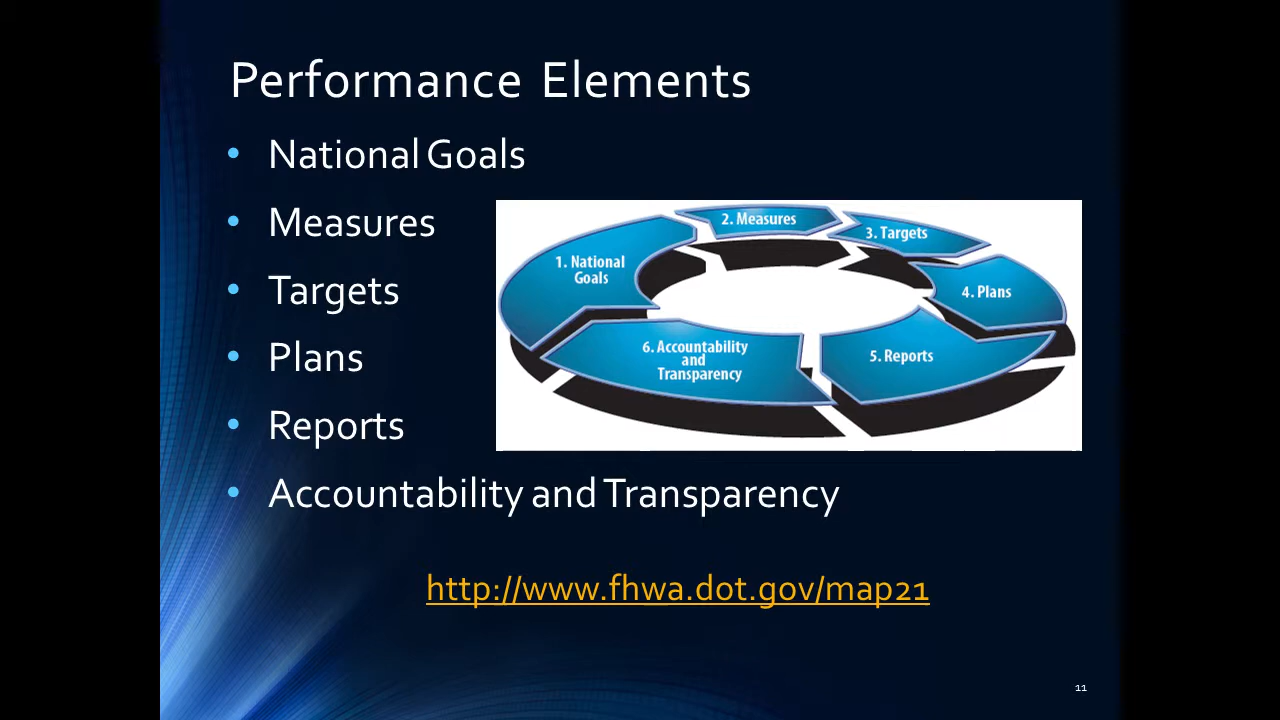 Performance Elements
• National Goals
• Measures
• Targets
• Plans
• Reports
• Accountability and Transparency
1. National
Goals
2. Measures
3. Targets
4. Plans
5. Reports
6. Accountability
and
Transparency
http://www.fhwa.dot.gov/map21
11